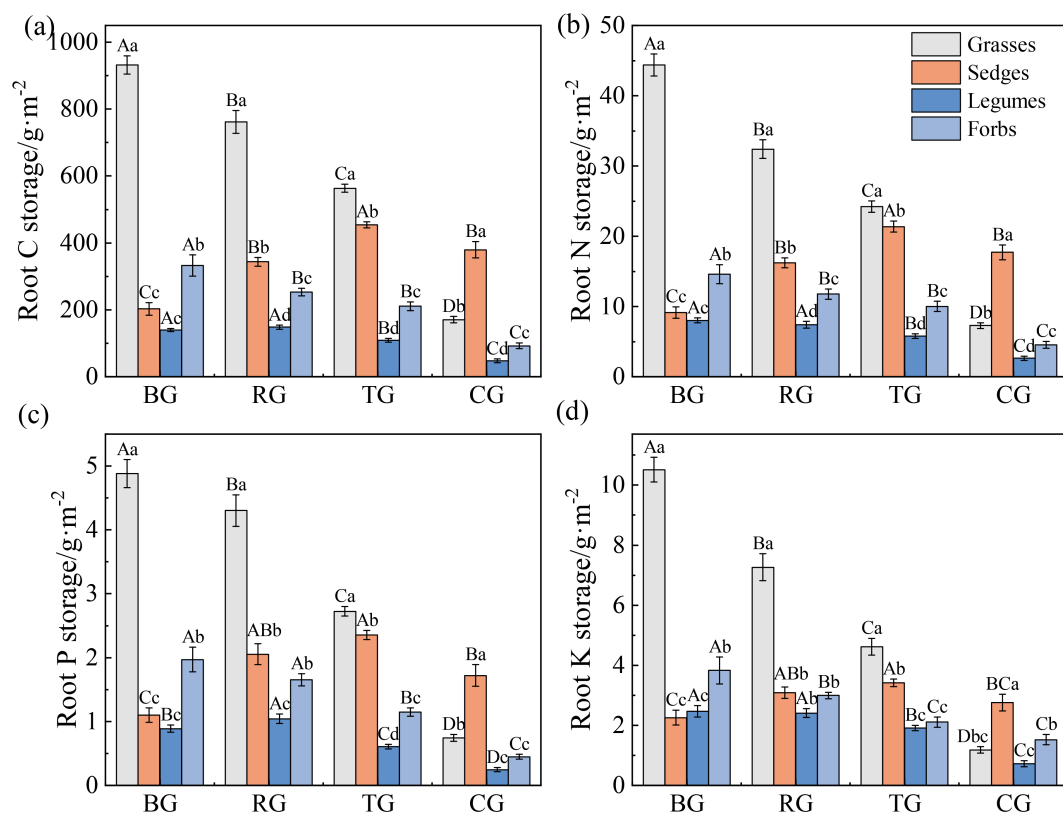 (a)
Root C storage/g·m-2
1000
800
600
400
200
0
Aa
Cc
Ac
Ab
Ba
Bb
Ad
Bc
Ca
Ab
Bd
Bc
Db
Ba
Cd
Cc
BG RG TG CG
(b)
Root N storage/g·m-2
50
40
30
20
10
0
Grasses
Sedges
Legumes
Forbs
Aa
Cc
Ac
Ab
Ba
Bb
Ad
Bc
Ca
Ab
Bd
Bc
Db
Ba
Cd
Cc
BG RG TG CG
(c)
Root P storage/g·m-2
5
4
3
2
1
0
Aa
Cc
Bc
Ab
Ba
ABb
Ac
Ab
Ca
Ab
Cd
Bc
Db
Ba
Dc
Cc
BG RG TG CG
(d)
Root K storage/g·m-2
10
8
6
4
2
0
Aa
Cc
Ac
Ab
Ba
ABb
Ab
Bb
Ca
Ab
Bc
Cc
Dbc
BCa
Cc
Cb
BG RG TG CG